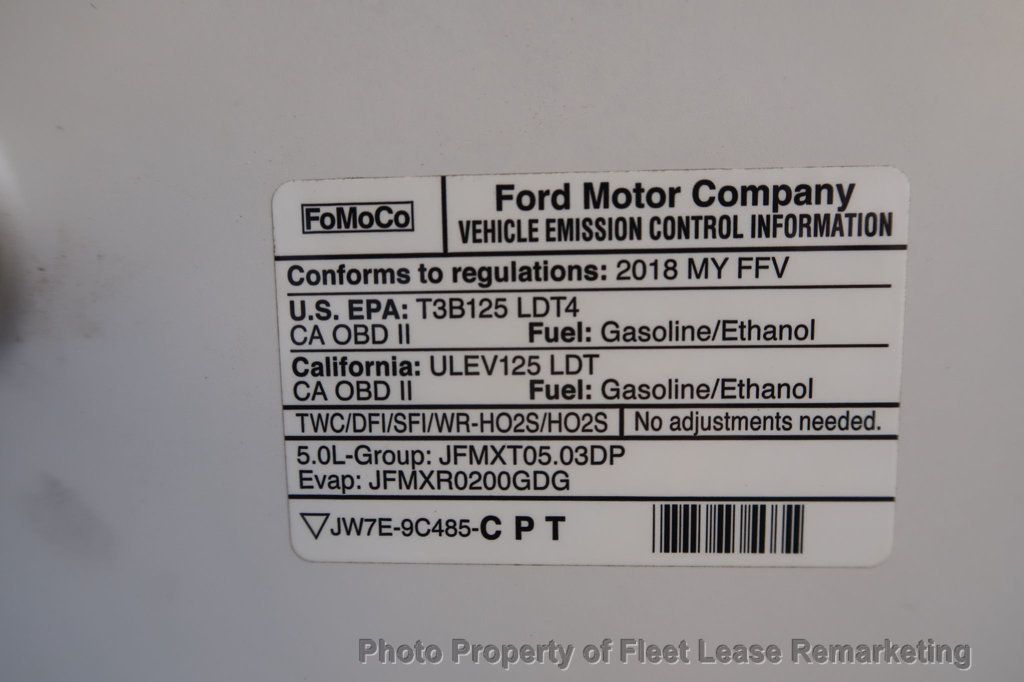 FoMoCo
Ford Motor Company
VEHICLE EMISSION CONTROL INFORMATION
Conforms to regulations: 2018 MY FFV
U.S. EPA: T3B125 LDT4
CA OBD II Fuel: Gasoline/Ethanol
California: ULEV125 LDT
CA OBD II Fuel: Gasoline/Ethanol
TWC/DFI/SFI/WR-HO2S/HO2S No adjustments needed.
5.0L-Group: JFMXT05.03DP
Evap: JFMXR0200GDG
JW7E-9C485-C P T
Photo Property of Fleet Lease Remarketing